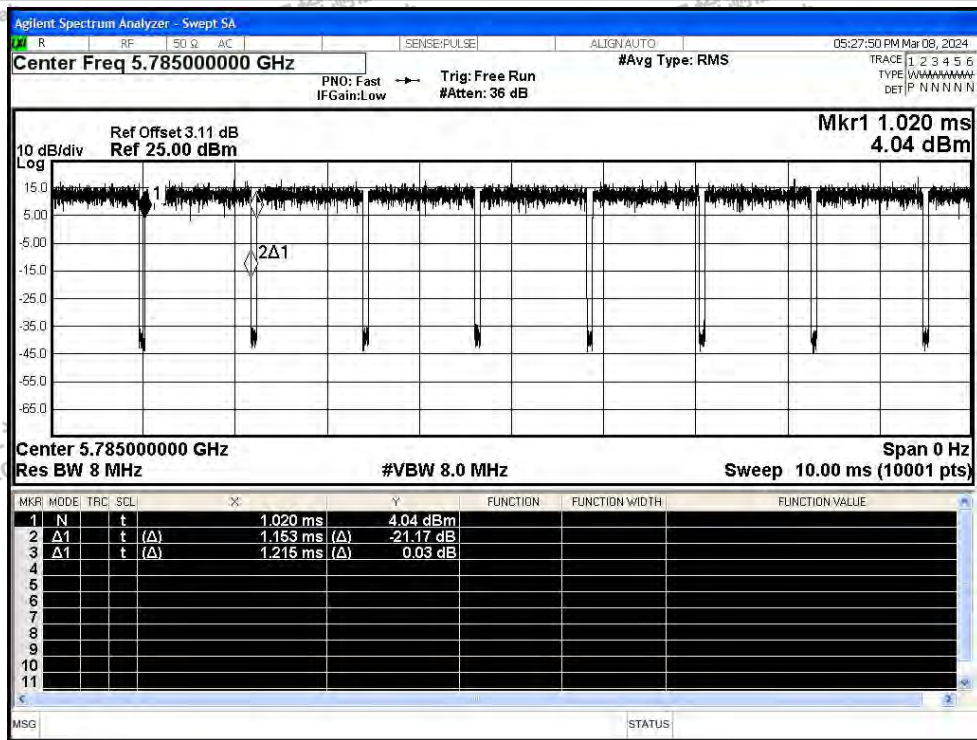 Agilent Spectrum Analyzer - Swept SA
R RF 50 Ω AC SENSE:PULSE ALIGNAUTO 05:27:50 PM Mar 08, 2024
Center Freq 5.785000000 GHz #Avg Type: RMS TRACE 1 2 3 4 5 6
PNO: Fast Trig: Free Run TYPE WWWWWW
IFGain:Low #Atten: 36 dB DET P N N N N N
Mkr1 1.020 ms
Ref Offset 3.11 dB 4.04 dBm
10 dB/div Ref 25.00 dBm
Log
15.0
1
5.00
-5.00
2Δ1
-15.0
-25.0
-35.0
-45.0
-55.0
-65.0
Center 5.785000000 GHz Span 0 Hz
Res BW 8 MHz #VBW 8.0 MHz Sweep 10.00 ms (10001 pts)
MKR MODE TRC SCL X Y FUNCTION FUNCTION WIDTH FUNCTION VALUE
1 N t 1.020 ms 4.04 dBm
2 Δ1 t (Δ) 1.153 ms (Δ) -21.17 dB
3 Δ1 t (Δ) 1.215 ms (Δ) 0.03 dB
4
5
6
7
8
9
10
11
MSG STATUS